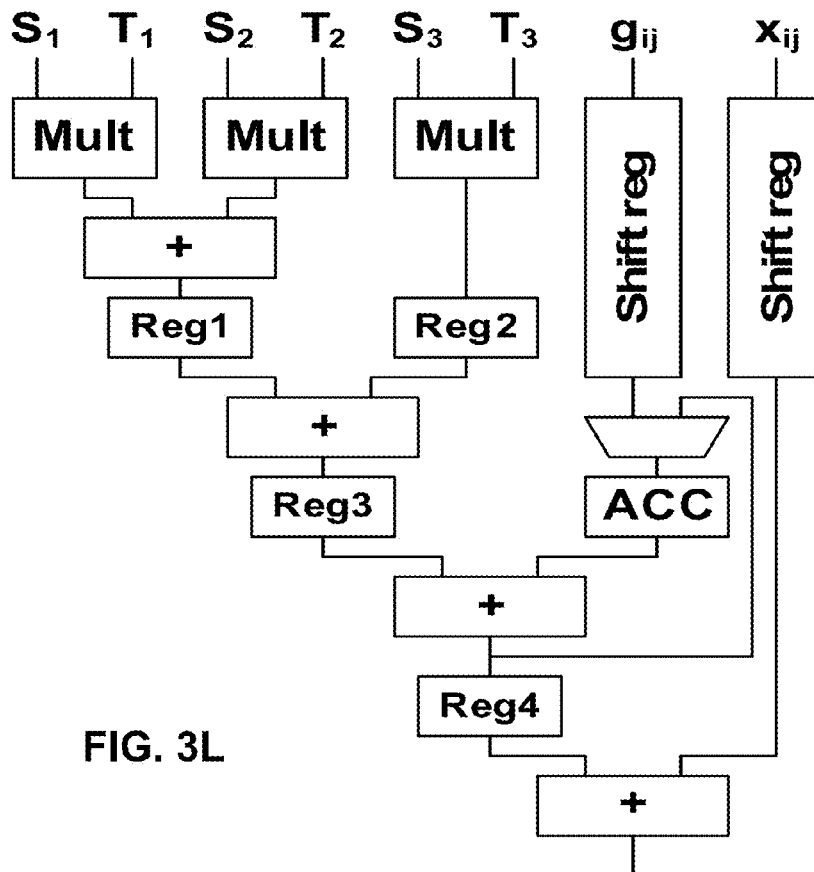 S₁ T₁ S₂ T₂ S₃ T₃ gᵢⱼ xᵢⱼ
Mult Mult Mult
Shift reg
Shift reg
+
Reg1 Reg2
+
Reg3 ACC
+
Reg4
FIG. 3L
+